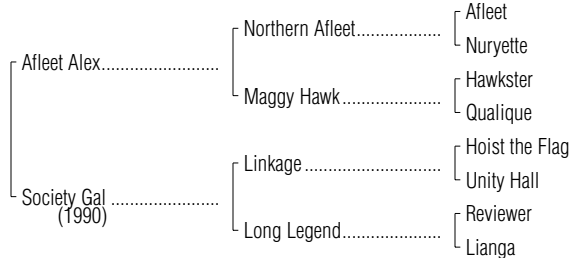 Afleet
Northern Afleet..................
Nuryette
Afleet Alex.........................
Hawkster
Maggy Hawk.....................
Qualique
Hoist the Flag
Linkage.............................
Unity Hall
Society Gal.......................
(1990)
Reviewer
Long Legend.....................
Lianga